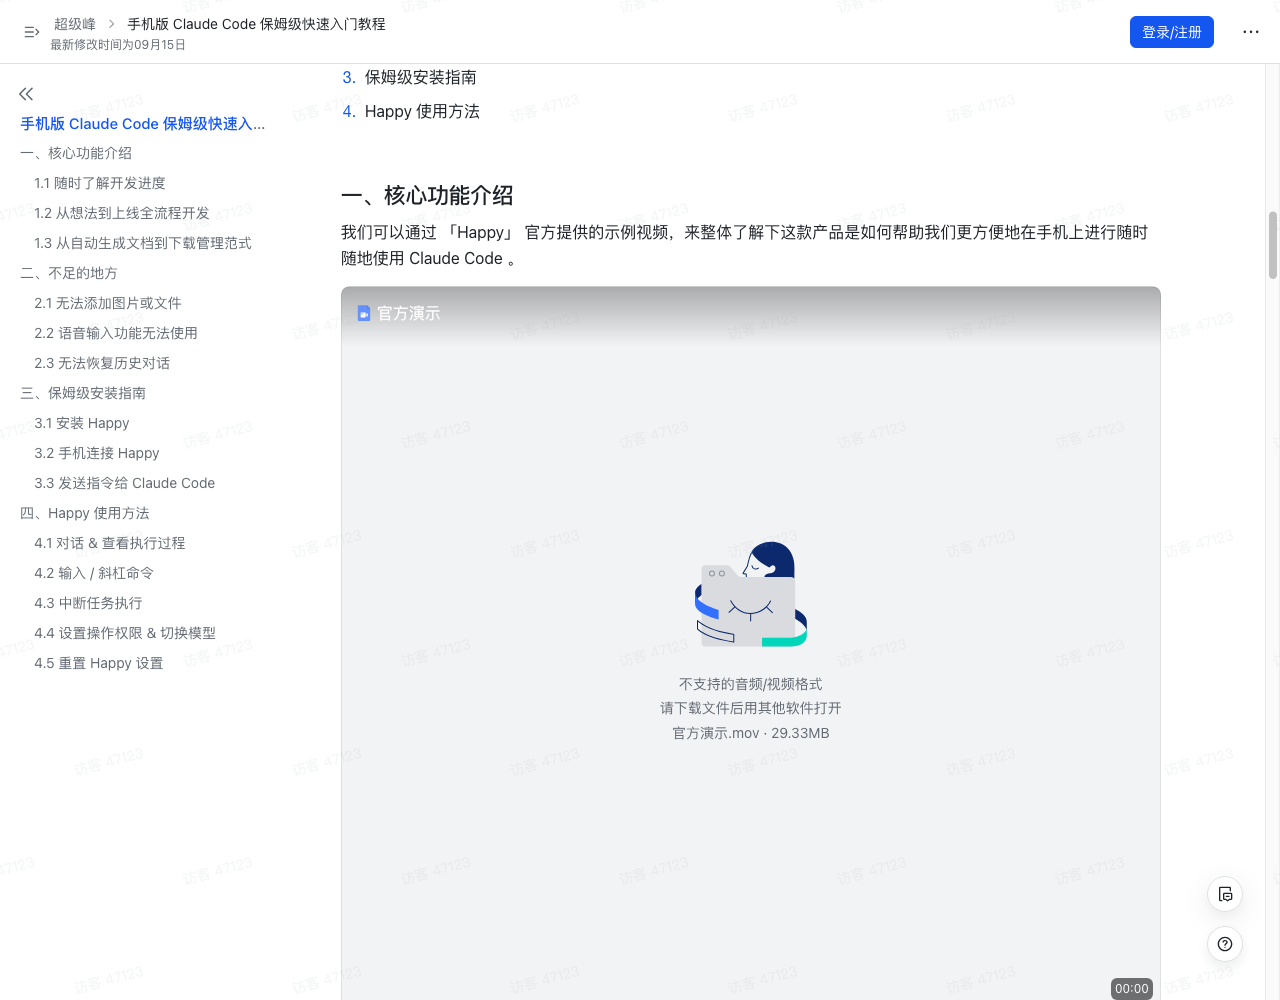 超级峰 > 手机版 Claude Code 保姆级快速入门教程
最新修改时间为09月15日
登录/注册
手机版 Claude Code 保姆级快速入...
一、核心功能介绍
1.1 随时了解开发进度
1.2 从想法到上线全流程开发
1.3 从自动生成文档到下载管理范式
二、不足的地方
2.1 无法添加图片或文件
2.2 语音输入功能无法使用
2.3 无法恢复历史对话
三、保姆级安装指南
3.1 安装 Happy
3.2 手机连接 Happy
3.3 发送指令给 Claude Code
四、Happy 使用方法
4.1 对话 & 查看执行过程
4.2 输入 / 斜杠命令
4.3 中断任务执行
4.4 设置操作权限 & 切换模型
4.5 重置 Happy 设置
3. 保姆级安装指南
4. Happy 使用方法
一、核心功能介绍
我们可以通过 「Happy」 官方提供的示例视频，来整体了解下这款产品是如何帮助我们更方便地在手机上进行随时
随地使用 Claude Code 。
官方演示
不支持的音频/视频格式
请下载文件后用其他软件打开
官方演示.mov · 29.33MB
00:00
访客 47123